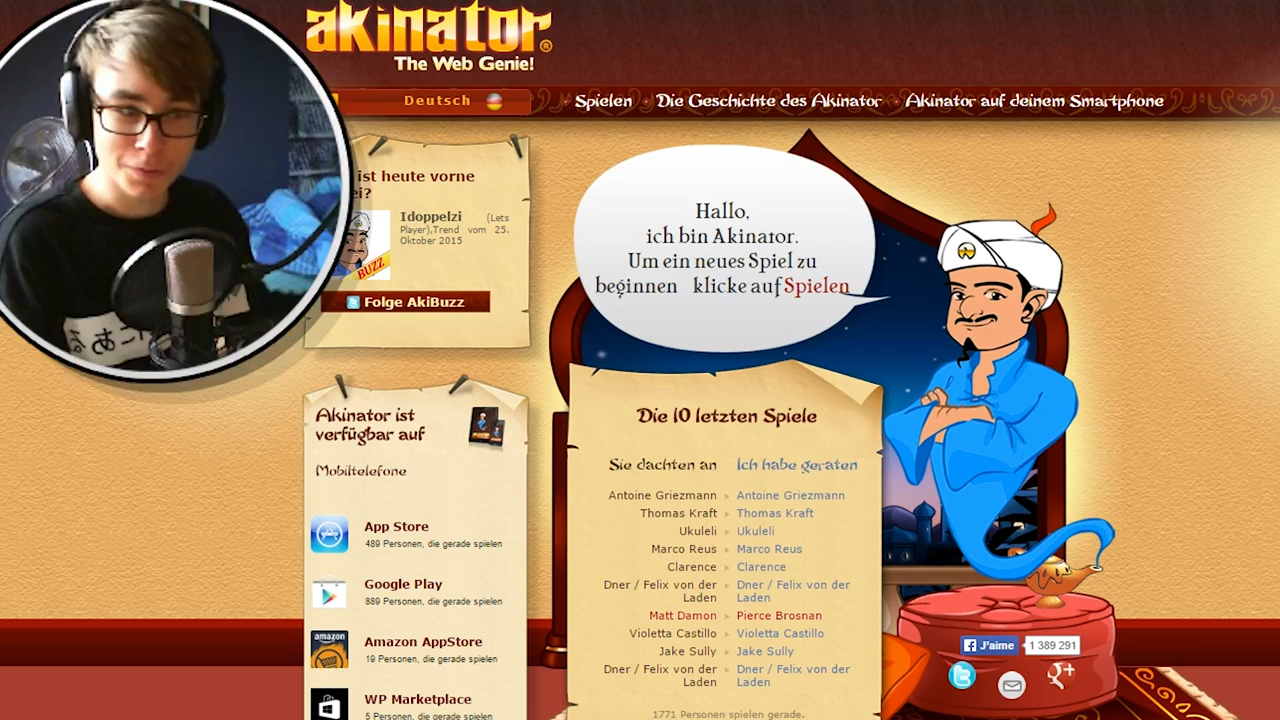 akinator®
The Web Genie!
Deutsch
Spielen
Die Geschichte des Akinator
Akinator auf deinem Smartphone
ist heute vorne
ei?
Idoppelzi (Lets
Player),Trend vom 25.
Oktober 2015
BUZZ
Folge AkiBuzz
Hallo,
ich bin Akinator.
Um ein neues Spiel zu
beginnen klicke auf Spielen
Akinator ist
verfügbar auf
Mobiltelefone
App Store
489 Personen, die gerade spielen
Google Play
889 Personen, die gerade spielen
amazon
Amazon AppStore
19 Personen, die gerade spielen
WP Marketplace
5 Personen, die gerade spielen
Die 10 letzten Spiele
Sie dachten an Ich habe geraten
Antoine Griezmann Antoine Griezmann
Thomas Kraft Thomas Kraft
Ukuleli Ukuleli
Marco Reus Marco Reus
Clarence Clarence
Dner / Felix von der Dner / Felix von der
Laden Laden
Matt Damon Pierce Brosnan
Violetta Castillo Violetta Castillo
Jake Sully Jake Sully
Dner / Felix von der Dner / Felix von der
Laden Laden
1771 Personen spielen gerade.
J'aime 1 389 291
g+